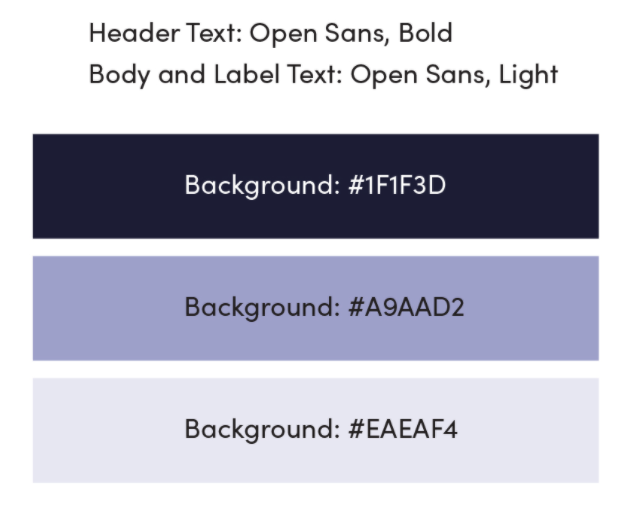 Header Text: Open Sans, Bold
Body and Label Text: Open Sans, Light
Background: #1F1F3D
Background: #A9AAD2
Background: #EAEAF4